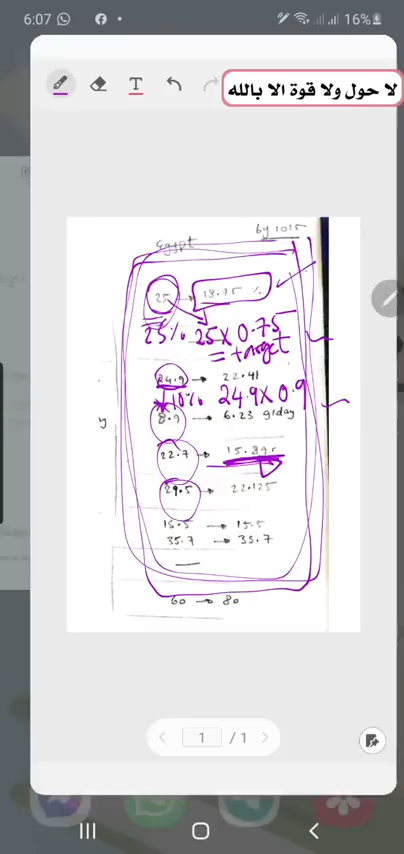 6:07 16%
T لا حول ولا قوة الا بالله
by 1015
Egypt
25 → 18.75 %
25% 25 X 0.75
= target
24.9 → 22.41
↓10% 24.9X 0.9
8.9 → 6.23 g/day
22.7 → 15.89
29.5 → 22.125
15.5 → 15.5
35.7 → 35.7
60 → 80
1 / 1